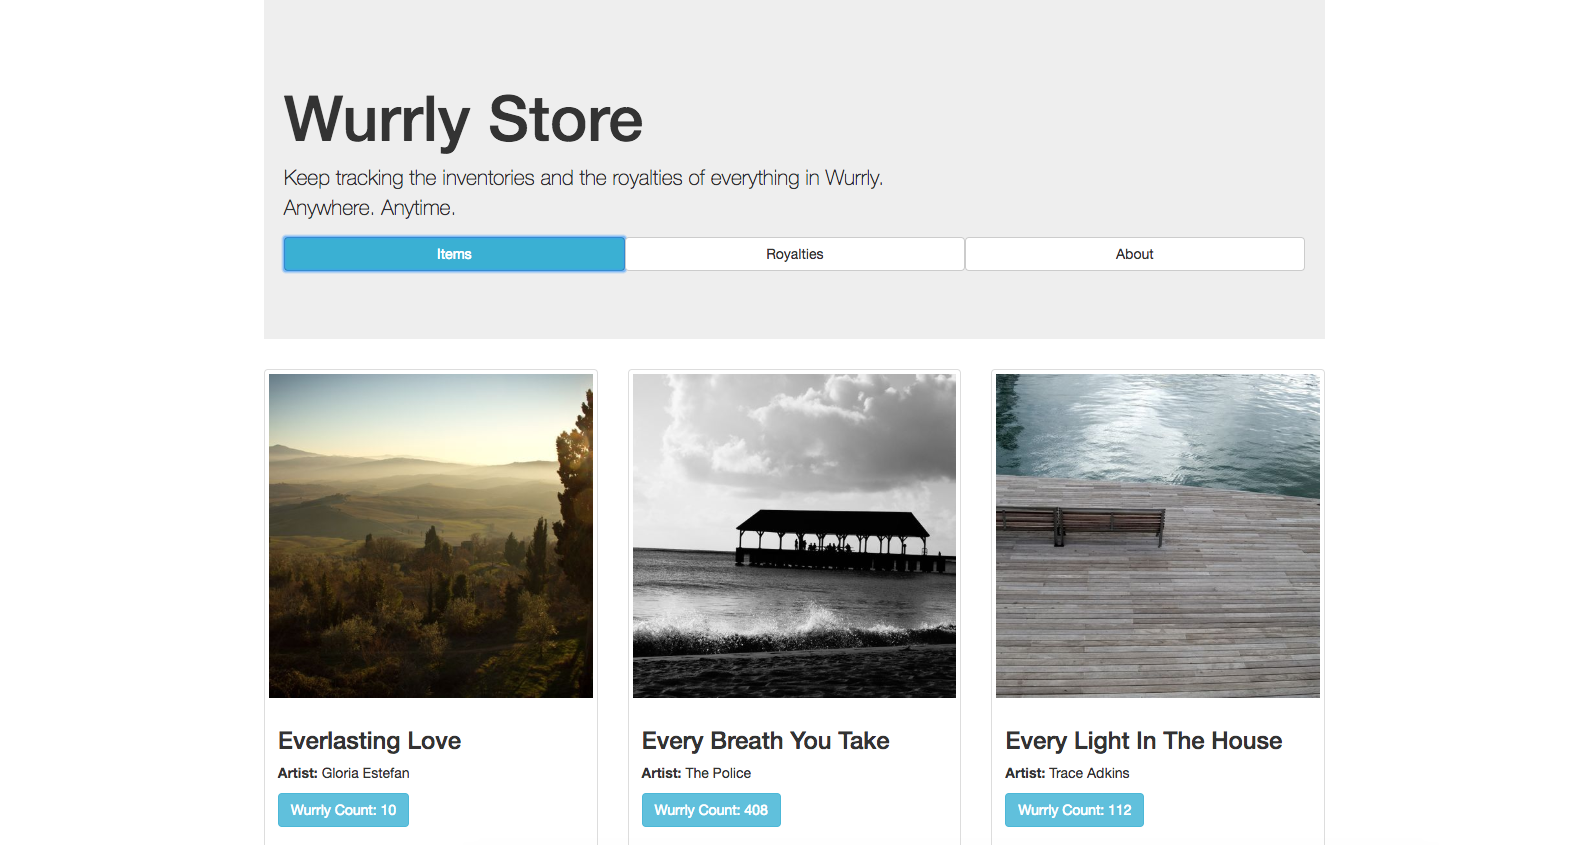 Wurrly Store
Keep tracking the inventories and the royalties of everything in Wurrly.
Anywhere. Anytime.
Items
Royalties
About
Everlasting Love
Artist: Gloria Estefan
Wurrly Count: 10
Every Breath You Take
Artist: The Police
Wurrly Count: 408
Every Light In The House
Artist: Trace Adkins
Wurrly Count: 112